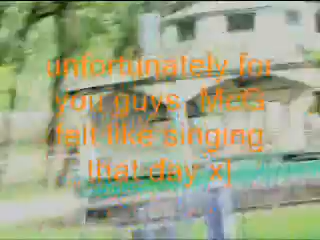 unfortunately for
you guys, McG
felt like singing
that day x]